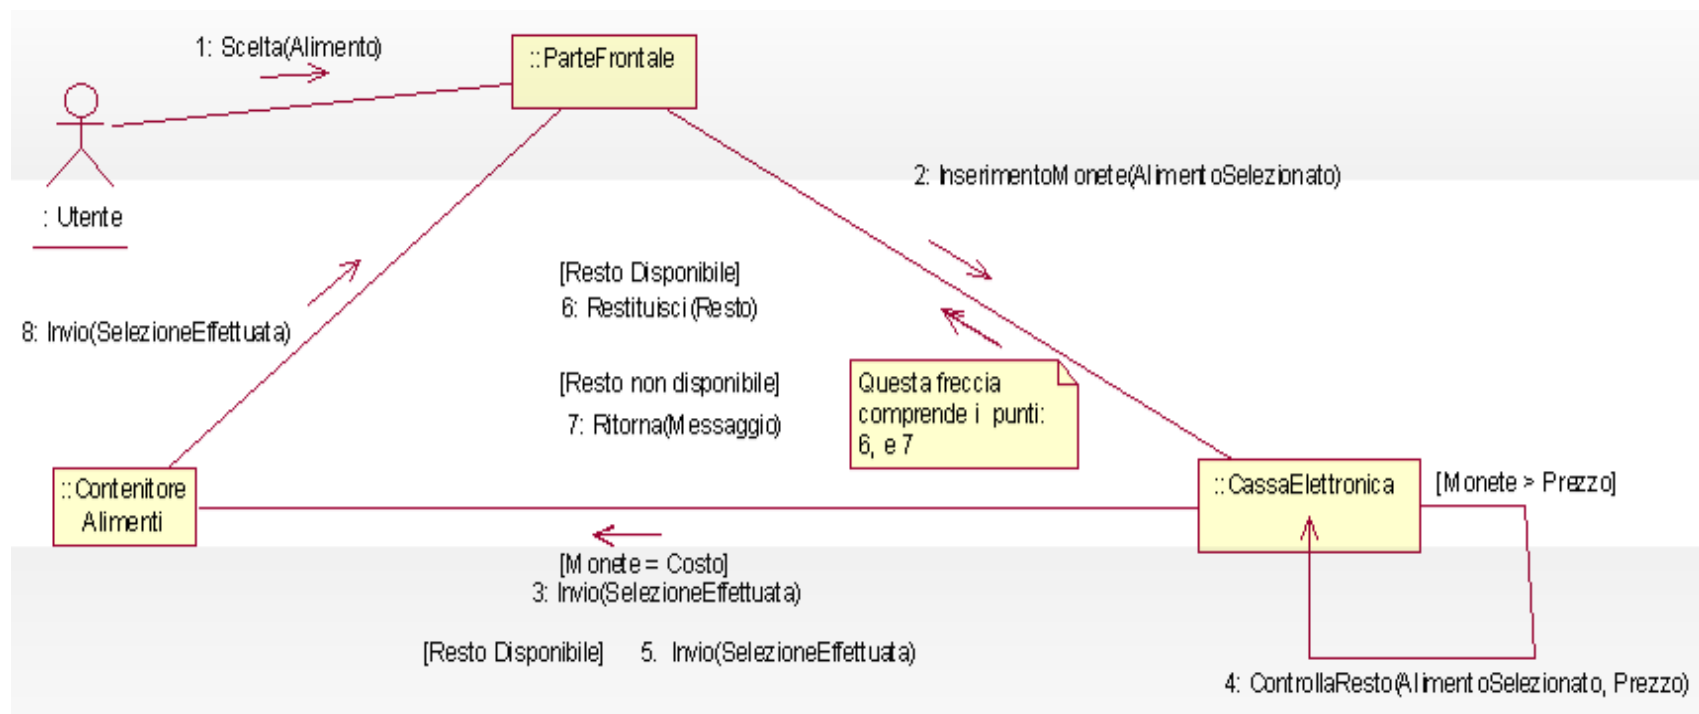 1: Scelta(Alimento)
::ParteFrontale
2: InserimentoMonete(AlimentoSelezionato)
: Utente
[Resto Disponibile]
6: Restituisci(Resto)
8: Invio(SelezioneEffettuata)
[Resto non disponibile]
7: Ritorna(Messaggio)
Questa freccia
comprende i punti:
6, e 7
::Contenitore
Alimenti
::CassaElettronica
[Monete > Prezzo]
[Monete = Costo]
3: Invio(SelezioneEffettuata)
[Resto Disponibile] 5. Invio(SelezioneEffettuata)
4: ControllaResto(AlimentoSelezionato, Prezzo)